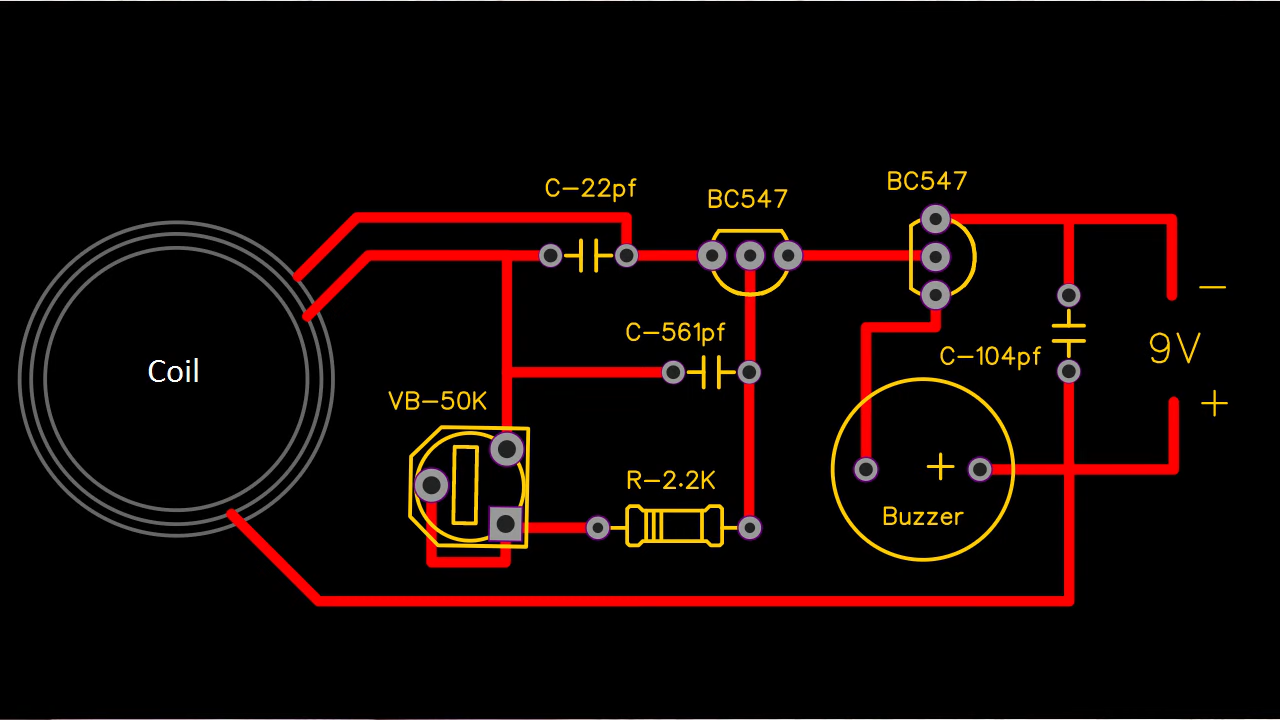 BC547
C-22pf
BC547
C-561pf
C-104pf
9V
-
+
Coil
VB-50K
R-2.2K
+
Buzzer